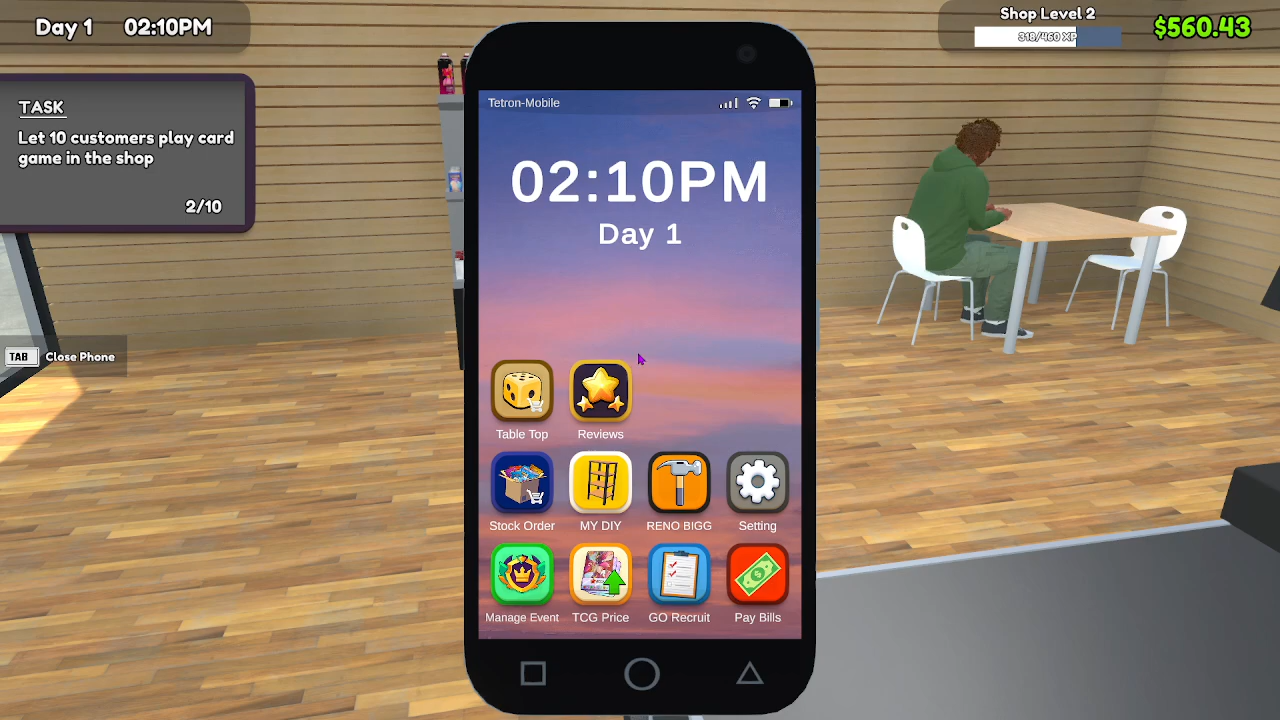 Day 1 02:10PM
Shop Level 2
318/460 XP
$560.43
TASK
Let 10 customers play card
game in the shop
2/10
TAB Close Phone
Tetron-Mobile
02:10PM
Day 1
Table Top Reviews
Stock Order MY DIY RENO BIGG Setting
Manage Event TCG Price GO Recruit Pay Bills